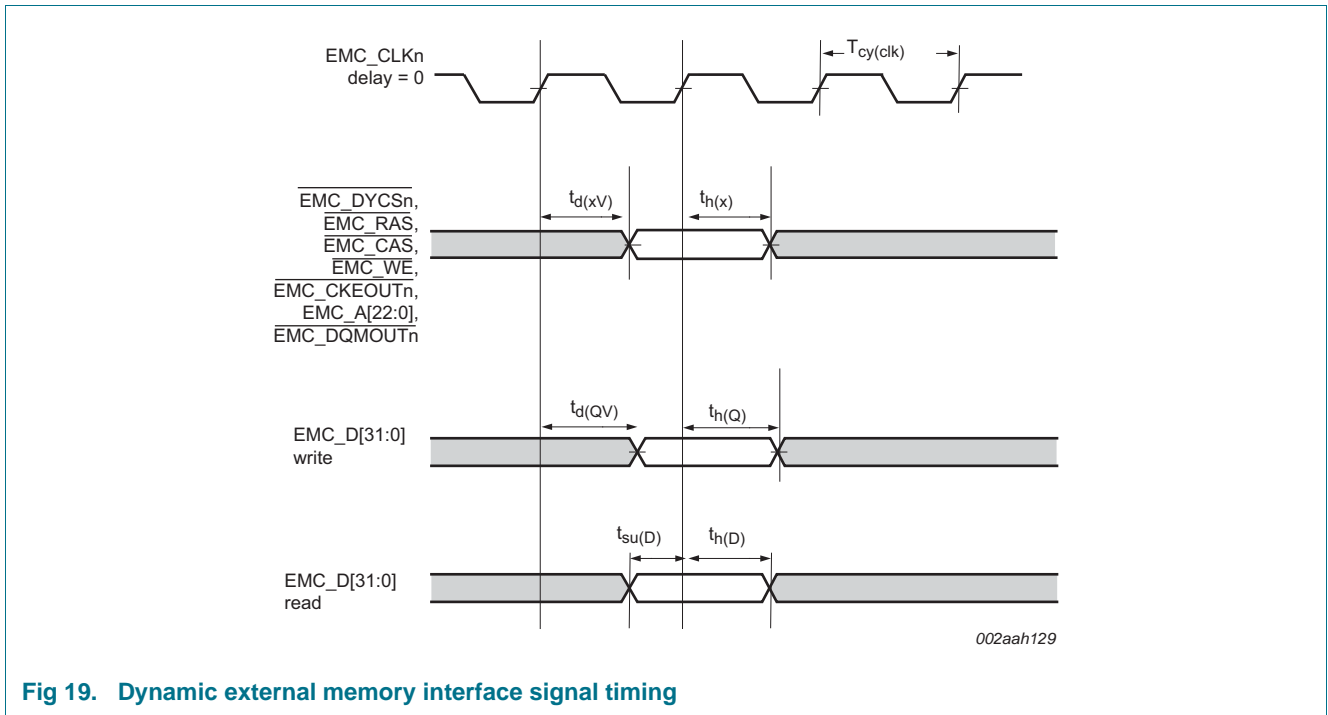 EMC_CLKn
delay = 0
Tcy(clk)
EMC_DYCSn,
EMC_RAS,
EMC_CAS,
EMC_WE,
EMC_CKEOUTn,
EMC_A[22:0],
EMC_DQMOUTn
td(xV)
th(x)
EMC_D[31:0]
write
td(QV)
th(Q)
EMC_D[31:0]
read
tsu(D)
th(D)
002aah129
Fig 19. Dynamic external memory interface signal timing